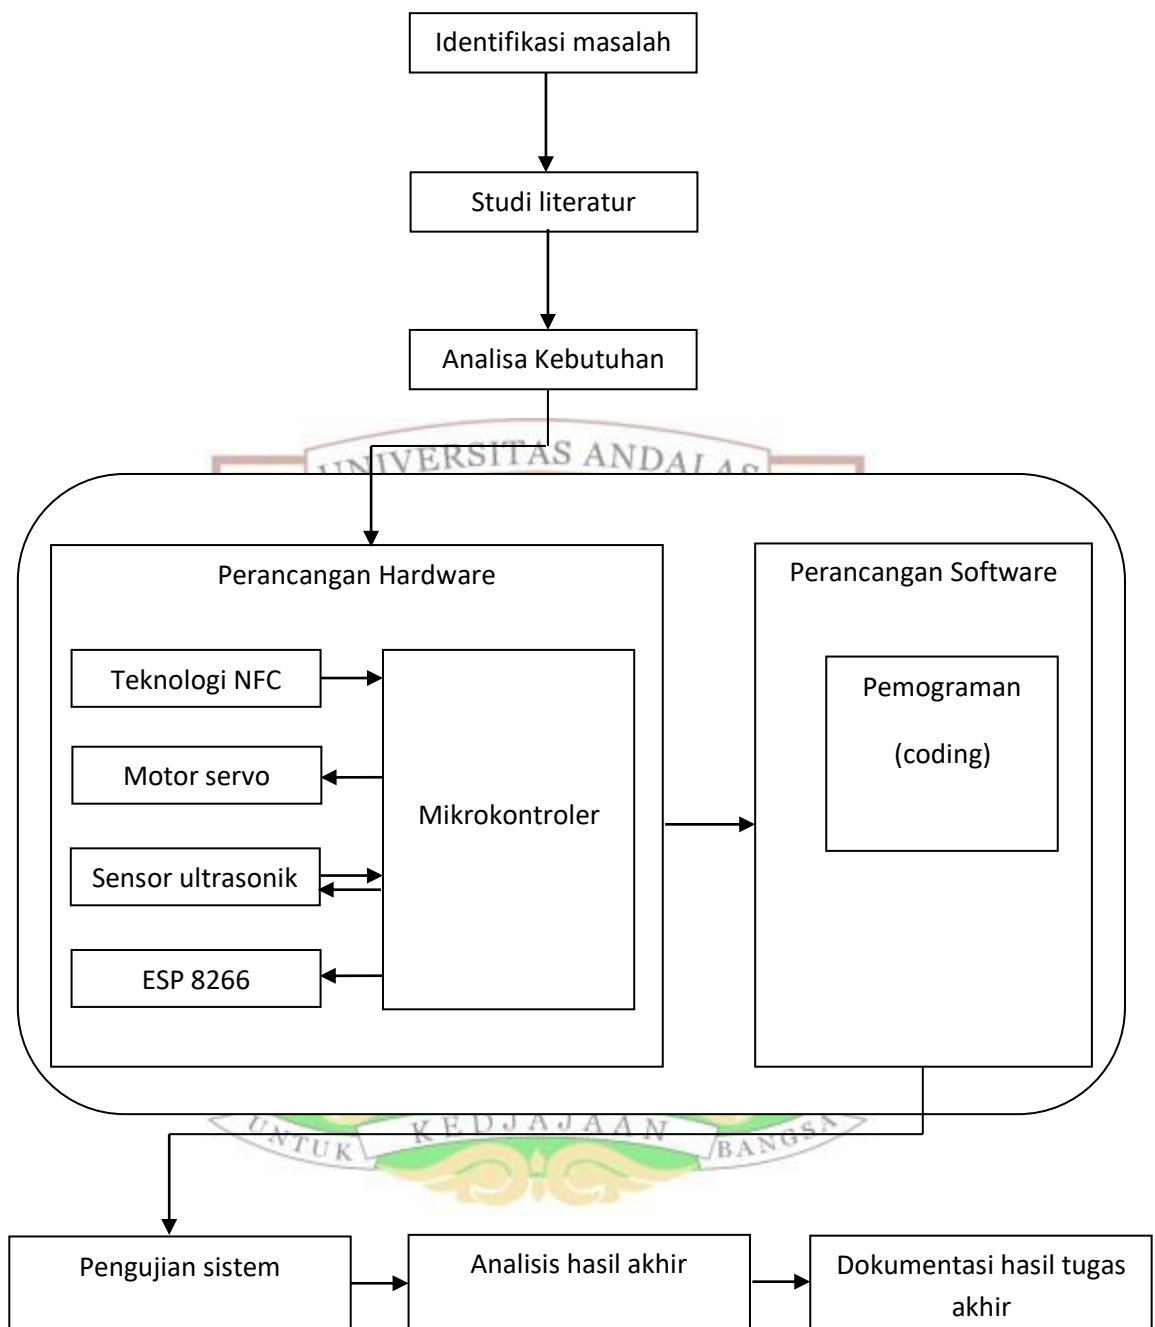 Identifikasi masalah
Studi literatur
Analisa Kebutuhan
UNIVERSITAS ANDALAS
Perancangan Hardware
Perancangan Software
Teknologi NFC
Motor servo
Sensor ultrasonik
ESP 8266
Mikrokontroler
Pemograman
(coding)
UNTUK KEDJAJAAN BANGSA
Pengujian sistem
Analisis hasil akhir
Dokumentasi hasil tugas
akhir